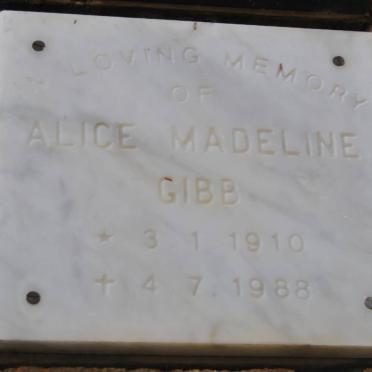 LOVING MEMORY
OF
ALICE MADELINE
GIBB
* 3.1.1910
✝ 4.7.1988